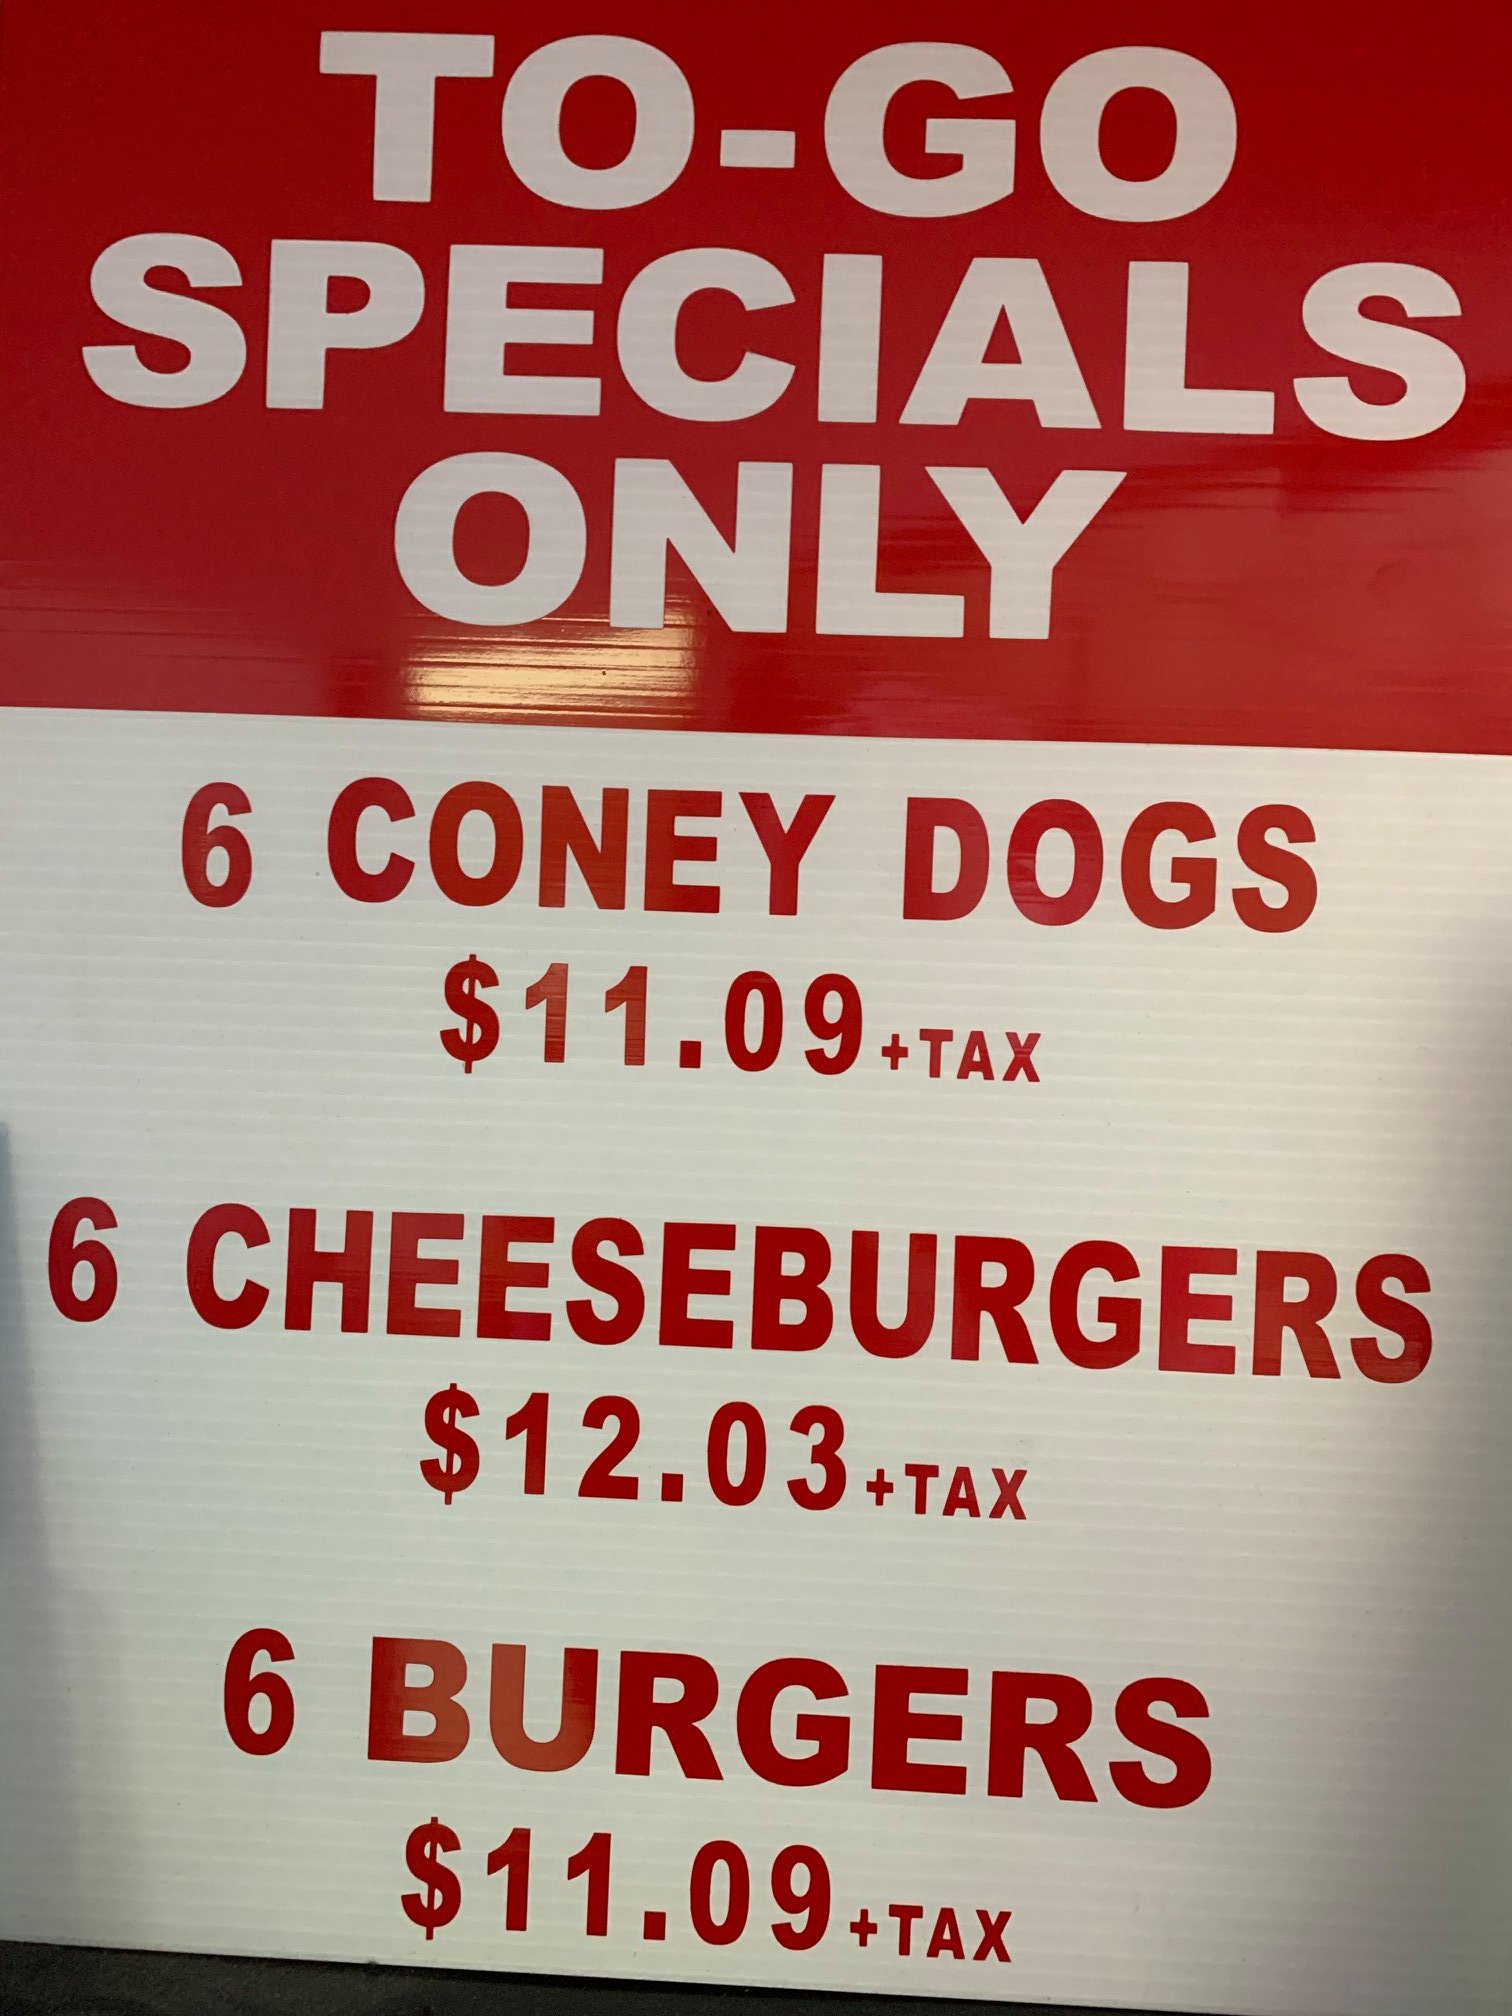 TO-GO
SPECIALS
ONLY
6 CONEY DOGS
$11.09+TAX
6 CHEESEBURGERS
$12.03+TAX
6 BURGERS
$11.09+TAX